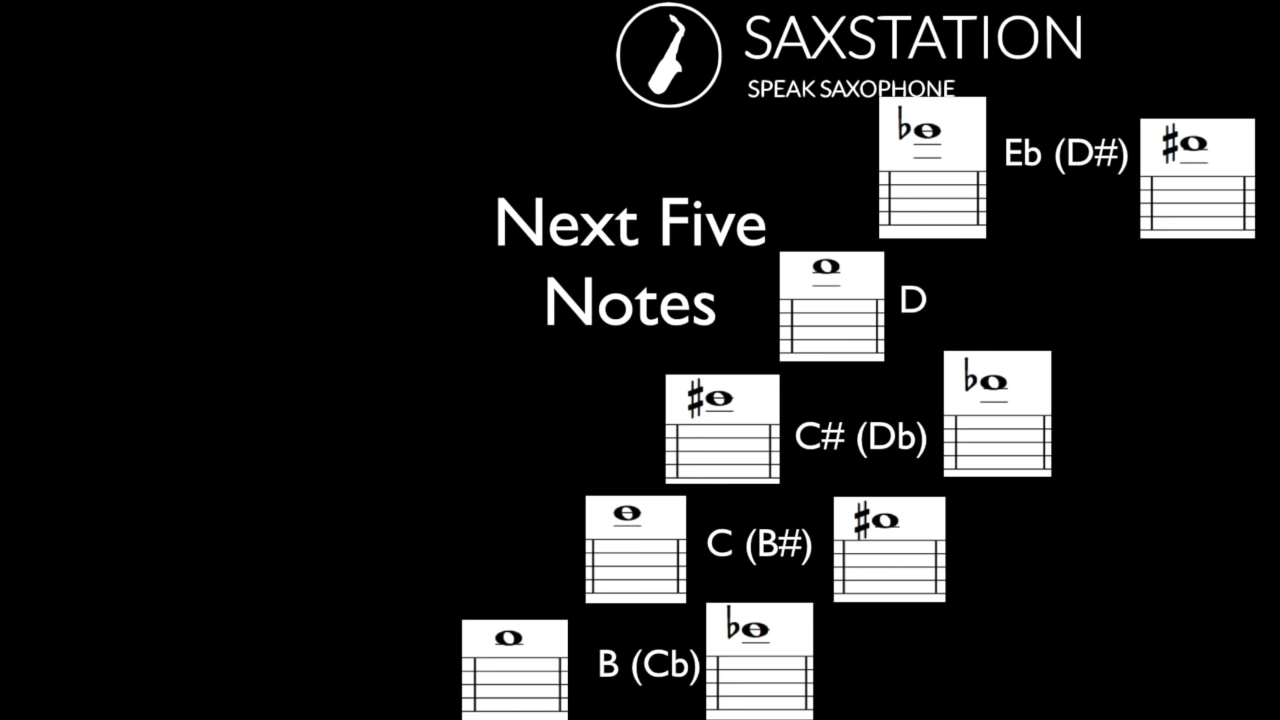 SAXSTATION
SPEAK SAXOPHONE
Eb (D#)
Next Five
Notes
D
C# (Db)
C (B#)
B (Cb)